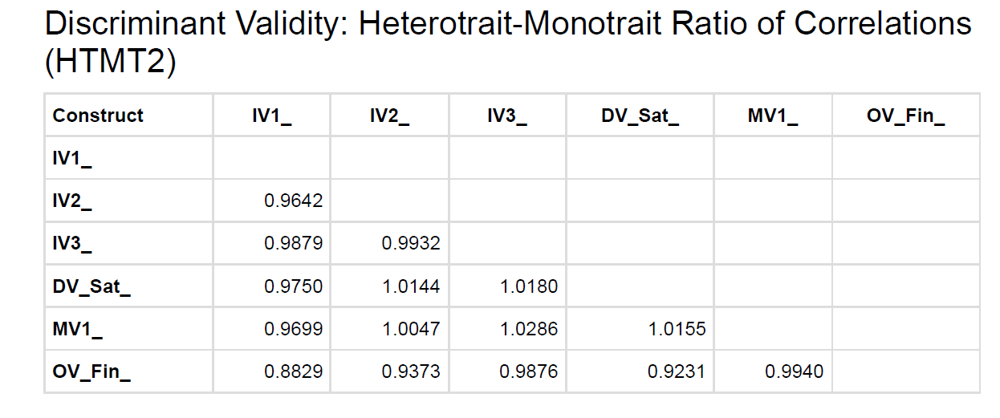 Discriminant Validity: Heterotrait-Monotrait Ratio of Correlations
(HTMT2)
Construct IV1_ IV2_ IV3_ DV_Sat_ MV1_ OV_Fin_
IV1_
IV2_ 0.9642
IV3_ 0.9879 0.9932
DV_Sat_ 0.9750 1.0144 1.0180
MV1_ 0.9699 1.0047 1.0286 1.0155
OV_Fin_ 0.8829 0.9373 0.9876 0.9231 0.9940